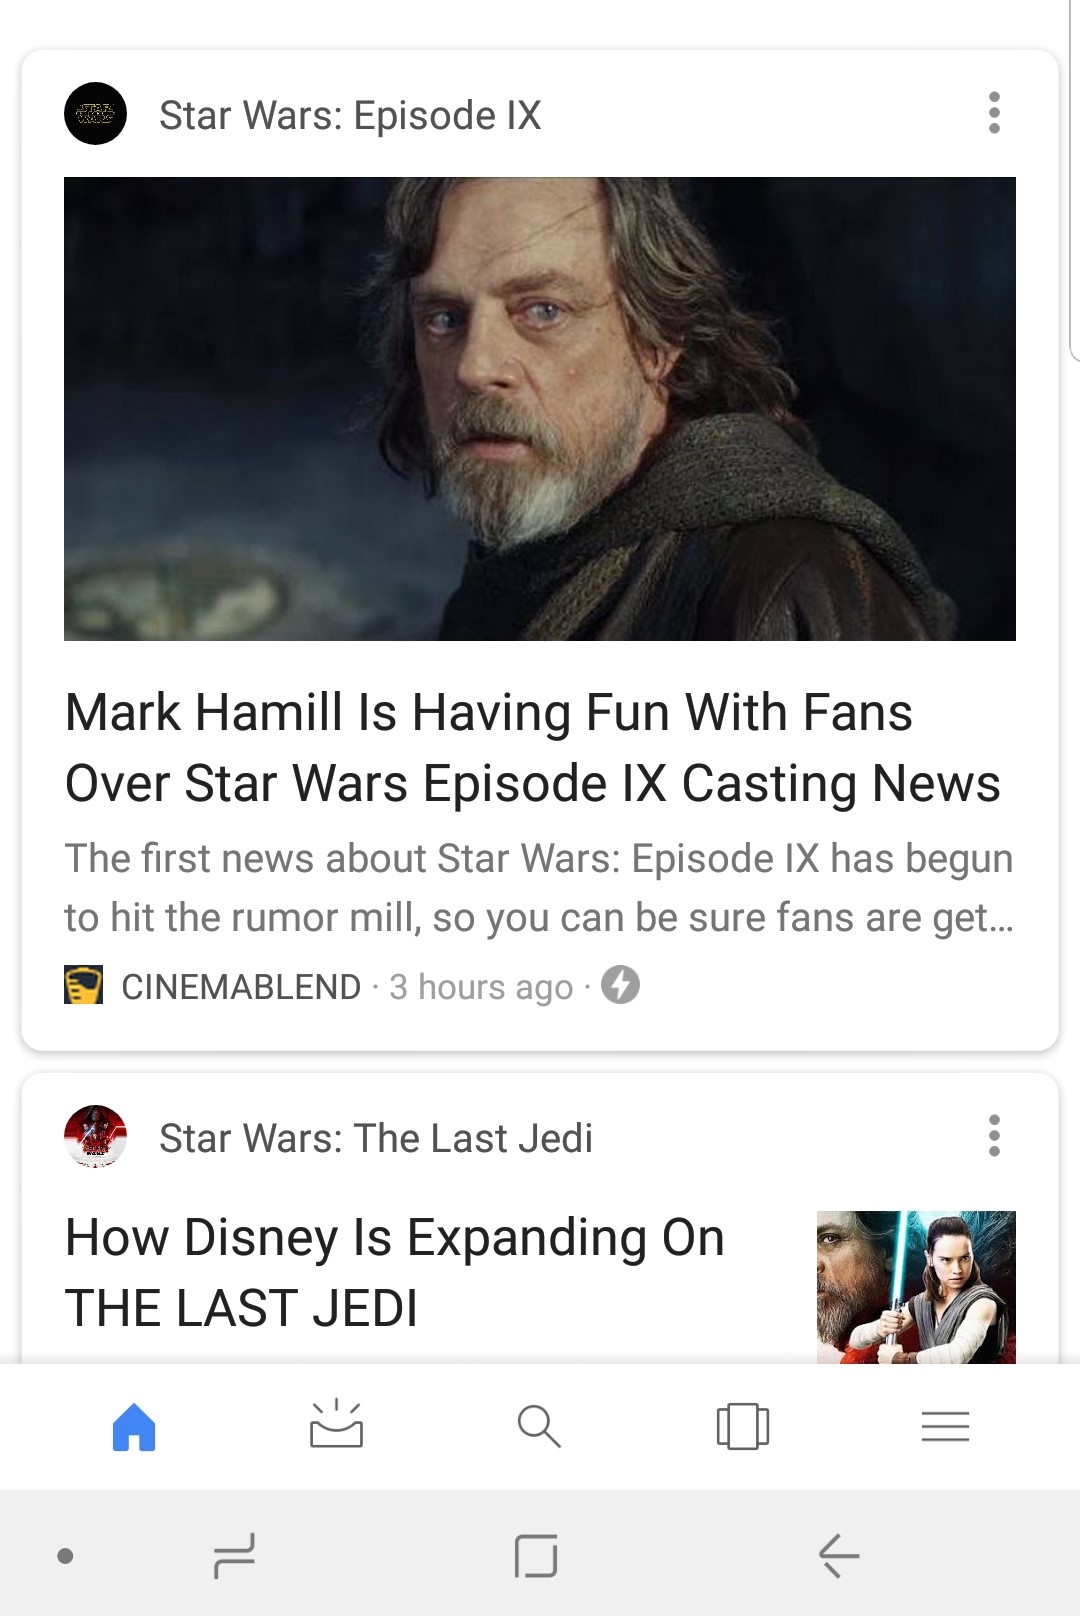 Star Wars: Episode IX
Mark Hamill Is Having Fun With Fans
Over Star Wars Episode IX Casting News
The first news about Star Wars: Episode IX has begun
to hit the rumor mill, so you can be sure fans are get...
CINEMABLEND · 3 hours ago ·
Star Wars: The Last Jedi
How Disney Is Expanding On
THE LAST JEDI